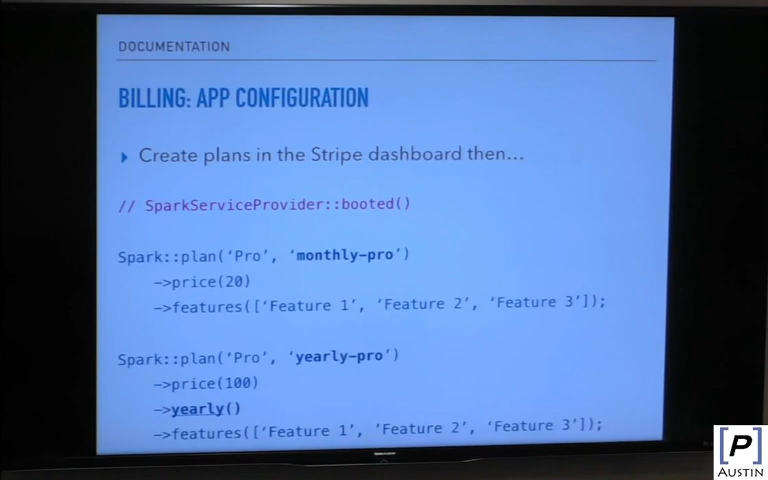 DOCUMENTATION
BILLING: APP CONFIGURATION
Create plans in the Stripe dashboard then...
// SparkServiceProvider::booted()
Spark::plan(‘Pro’, ‘monthly-pro’)
->price(20)
->features([‘Feature 1’, ‘Feature 2’, ‘Feature 3’]);
Spark::plan(‘Pro’, ‘yearly-pro’)
->price(100)
->yearly()
->features([‘Feature 1’, ‘Feature 2’, ‘Feature 3’]);
[P]
AUSTIN